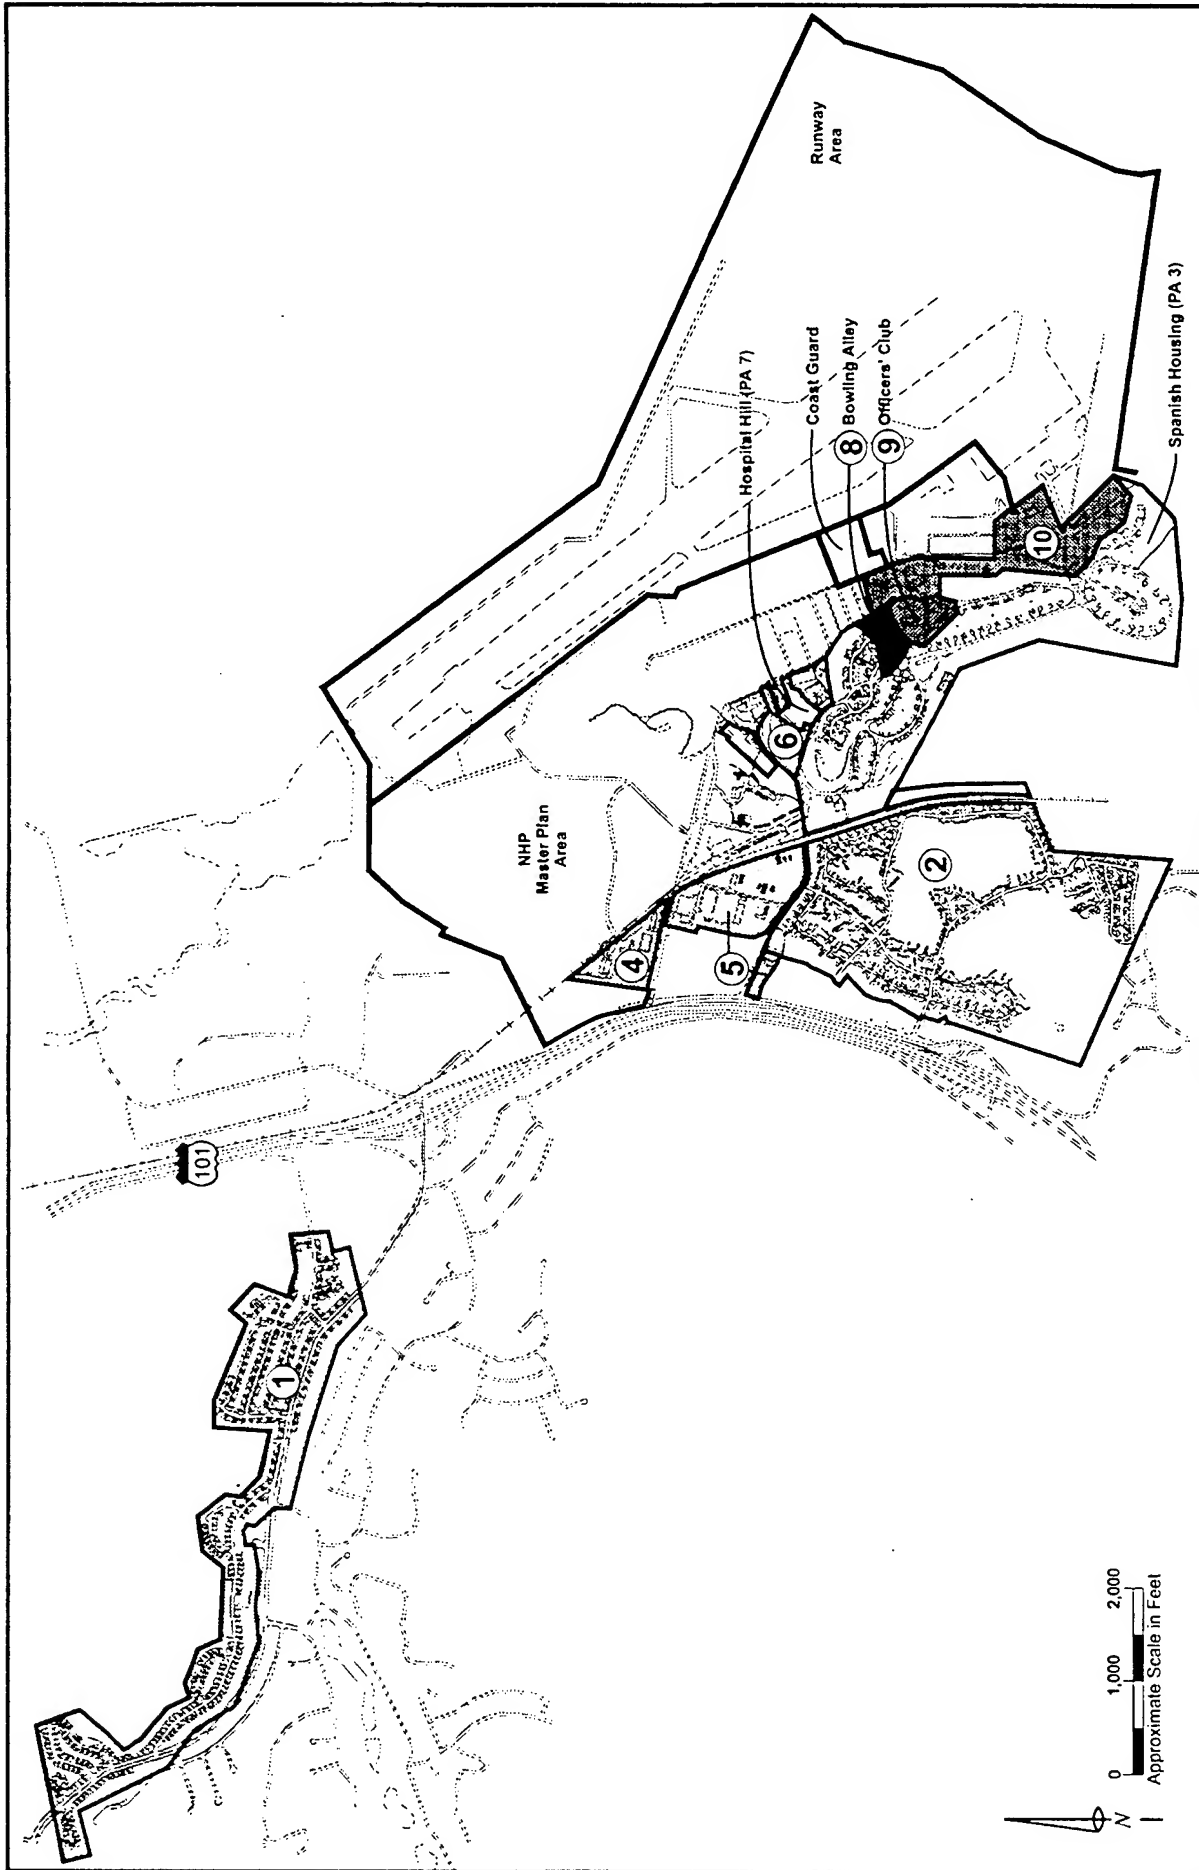 Runway
Area
NHP
Master Plan
Area
Hospital Hill (PA 7)
Coast Guard
8 Bowling Alley
9 Officers' Club
10
Spanish Housing (PA 3)
6
4
5
2
101
1
0 1,000 2,000
Approximate Scale in Feet
N